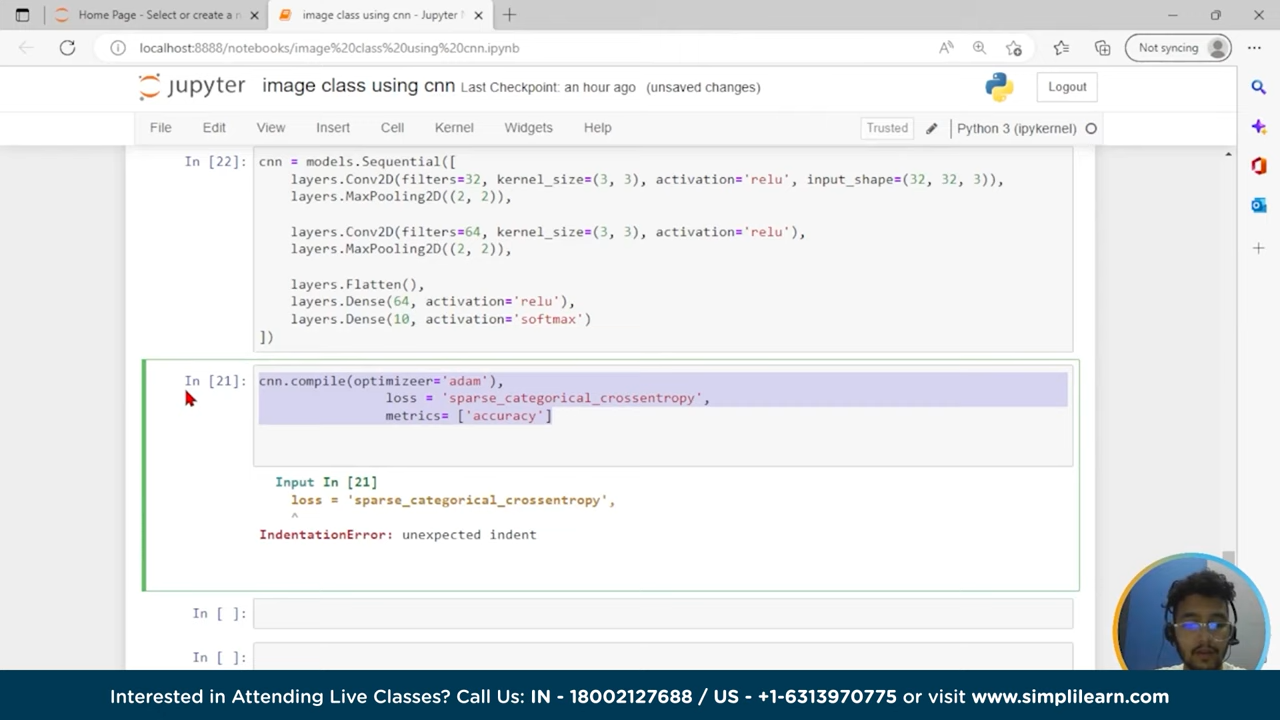 Home Page - Select or create a n
image class using cnn - Jupyter N
localhost:8888/notebooks/image%20class%20using%20cnn.ipynb
Not syncing
jupyter image class using cnn Last Checkpoint: an hour ago (unsaved changes)
Logout
File Edit View Insert Cell Kernel Widgets Help
Trusted
Python 3 (ipykernel)
In [22]: cnn = models.Sequential([
layers.Conv2D(filters=32, kernel_size=(3, 3), activation='relu', input_shape=(32, 32, 3)),
layers.MaxPooling2D((2, 2)),
layers.Conv2D(filters=64, kernel_size=(3, 3), activation='relu'),
layers.MaxPooling2D((2, 2)),
layers.Flatten(),
layers.Dense(64, activation='relu'),
layers.Dense(10, activation='softmax')
])
In [21]: cnn.compile(optimizeer='adam'),
loss = 'sparse_categorical_crossentropy',
metrics= ['accuracy']
Input In [21]
loss = 'sparse_categorical_crossentropy',
^
IndentationError: unexpected indent
In [ ]:
In [ ]:
Interested in Attending Live Classes? Call Us: IN - 18002127688 / US - +1-6313970775 or visit www.simplilearn.com